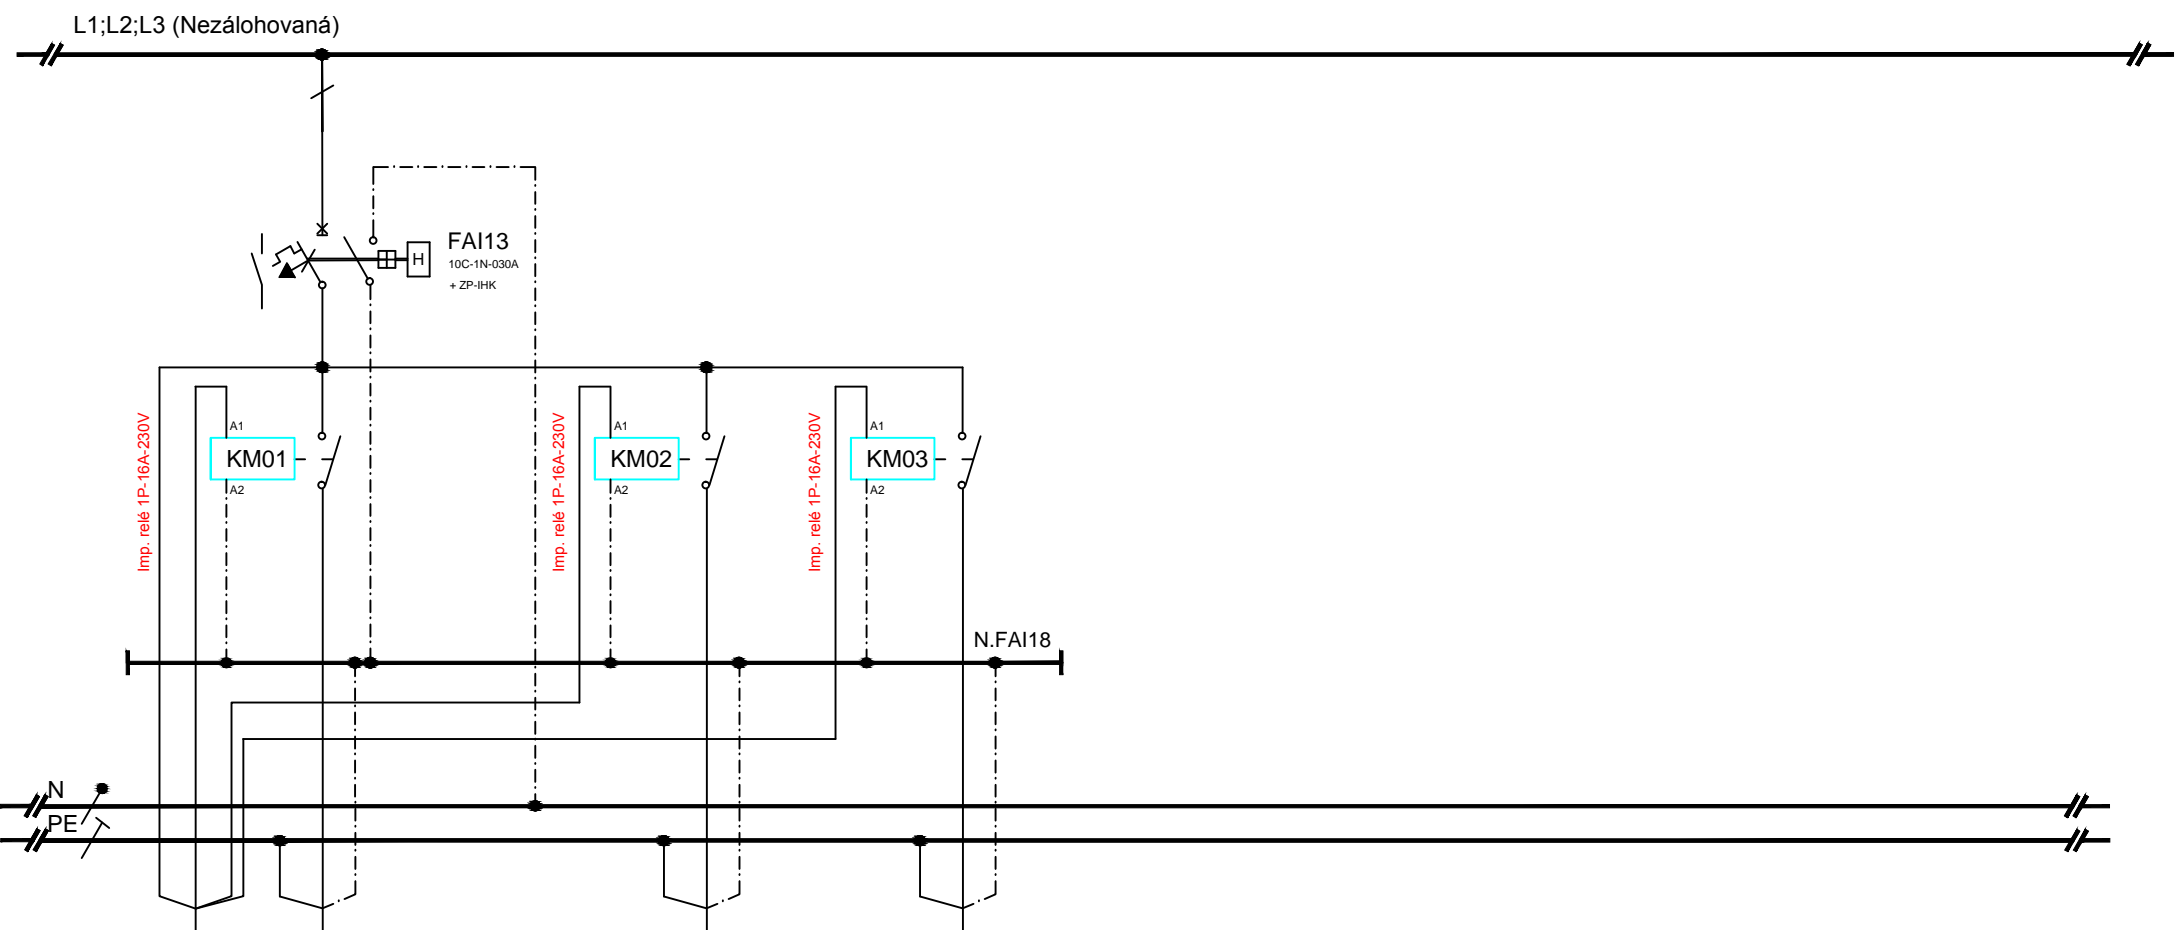 L1;L2;L3 (Nezálohovaná)
FAI13
10C-1N-030A
+ ZP-IHK
H
Imp. relé 1P-16A-230V
A1
KM01
A2
Imp. relé 1P-16A-230V
A1
KM02
A2
Imp. relé 1P-16A-230V
A1
KM03
A2
N.FAI18
N
PE